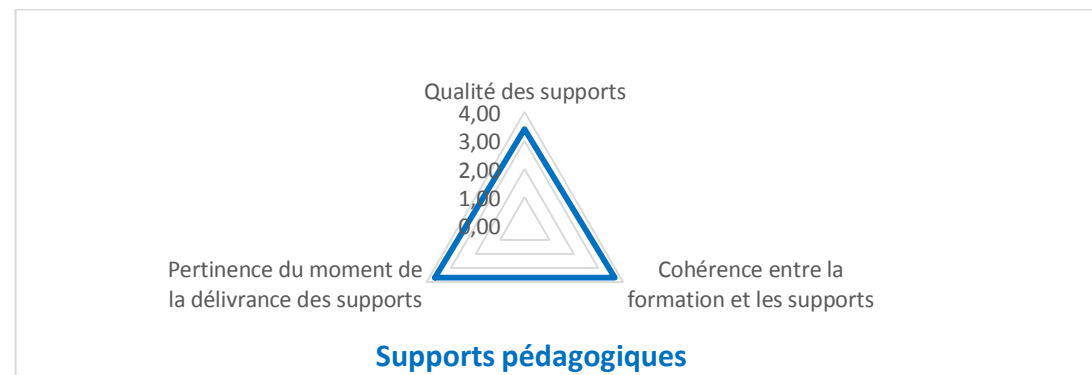 Qualité des supports
4,00
3,00
2,00
1,00
0,00
Pertinence du moment de
la délivrance des supports
Cohérence entre la
formation et les supports
Supports pédagogiques